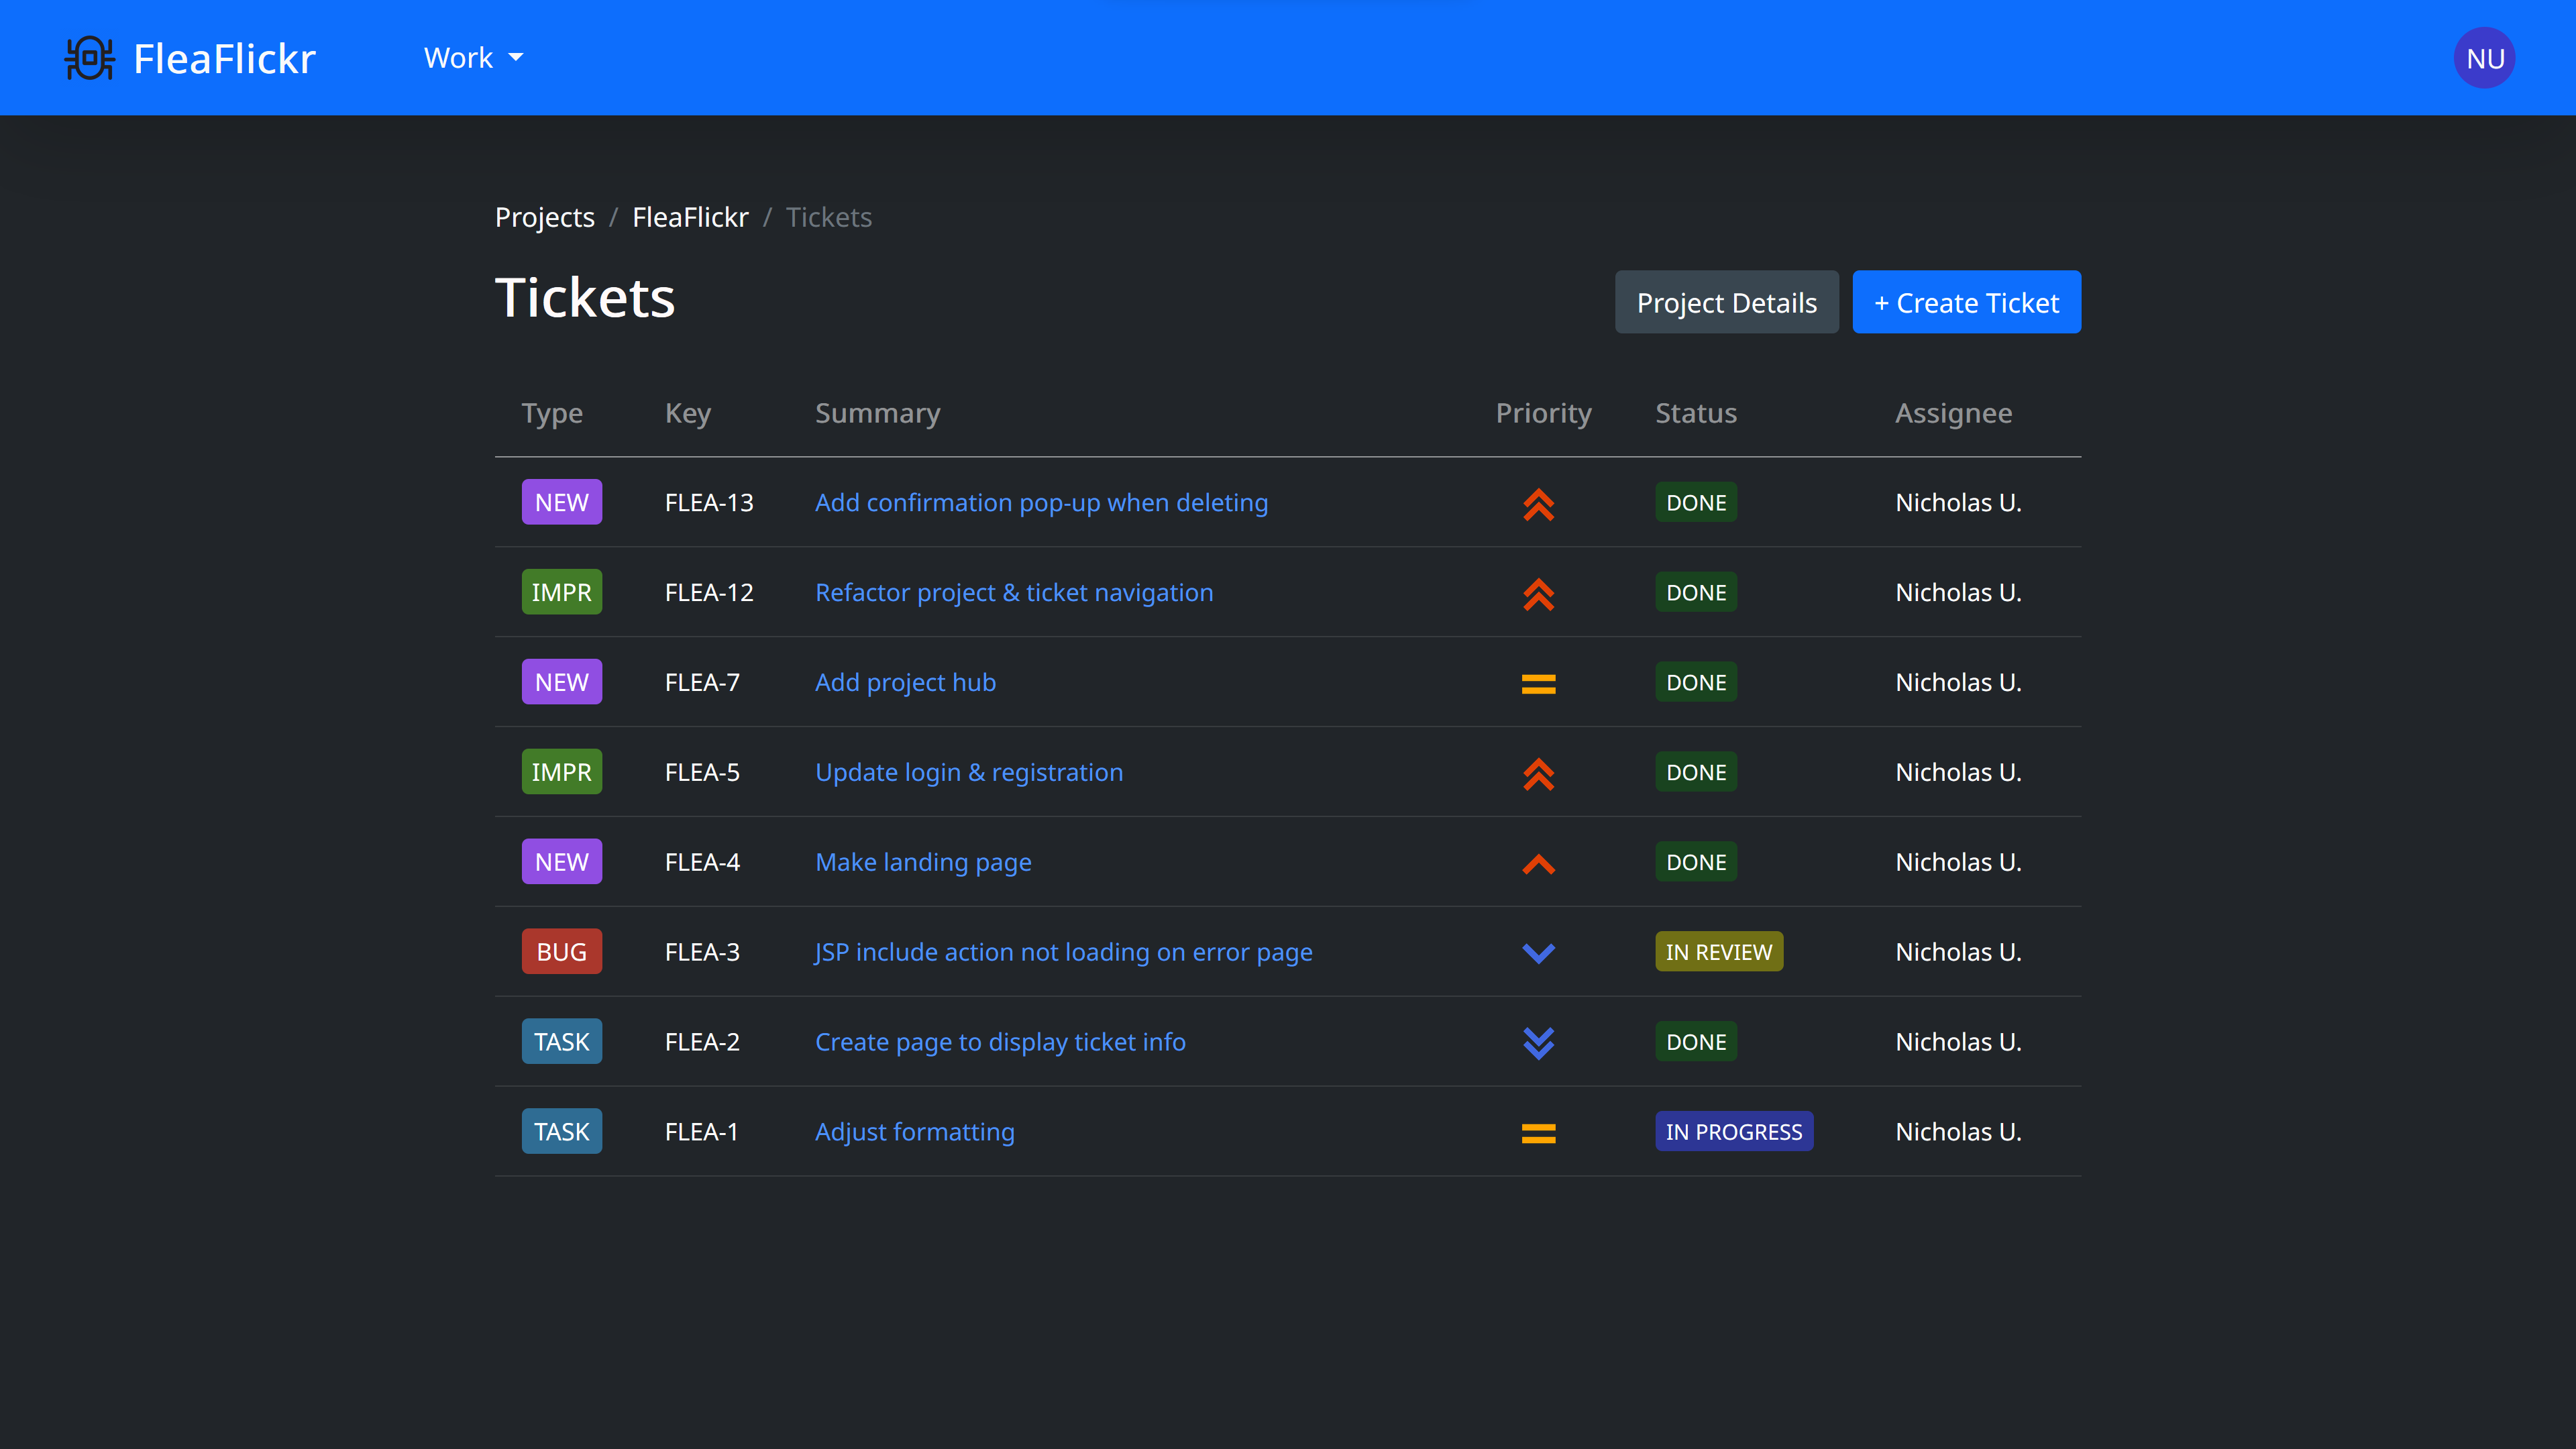 FleaFlickr Work NU
Projects / FleaFlickr / Tickets
Tickets Project Details + Create Ticket
Type Key Summary Priority Status Assignee
NEW FLEA-13 Add confirmation pop-up when deleting DONE Nicholas U.
IMPR FLEA-12 Refactor project & ticket navigation DONE Nicholas U.
NEW FLEA-7 Add project hub DONE Nicholas U.
IMPR FLEA-5 Update login & registration DONE Nicholas U.
NEW FLEA-4 Make landing page DONE Nicholas U.
BUG FLEA-3 JSP include action not loading on error page IN REVIEW Nicholas U.
TASK FLEA-2 Create page to display ticket info DONE Nicholas U.
TASK FLEA-1 Adjust formatting IN PROGRESS Nicholas U.